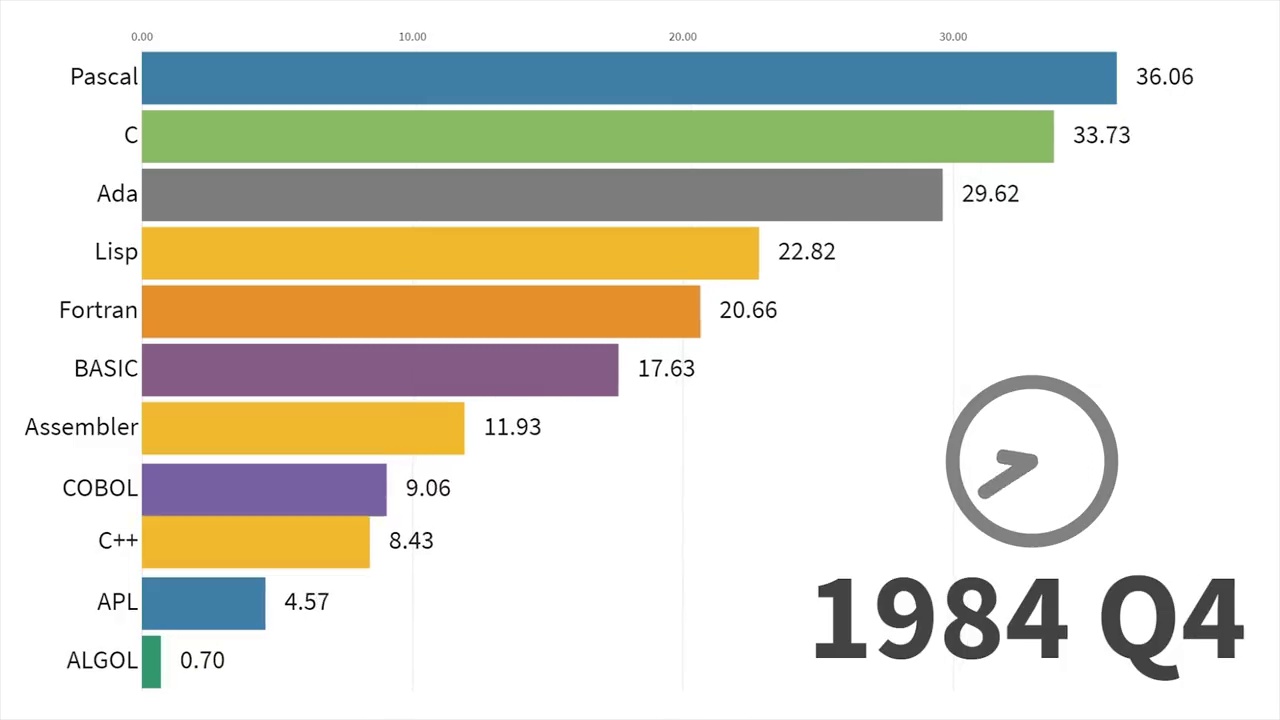 0.00 10.00 20.00 30.00
Pascal 36.06
C 33.73
Ada 29.62
Lisp 22.82
Fortran 20.66
BASIC 17.63
Assembler 11.93
COBOL 9.06
C++ 8.43
APL 4.57
ALGOL 0.70
1984 Q4